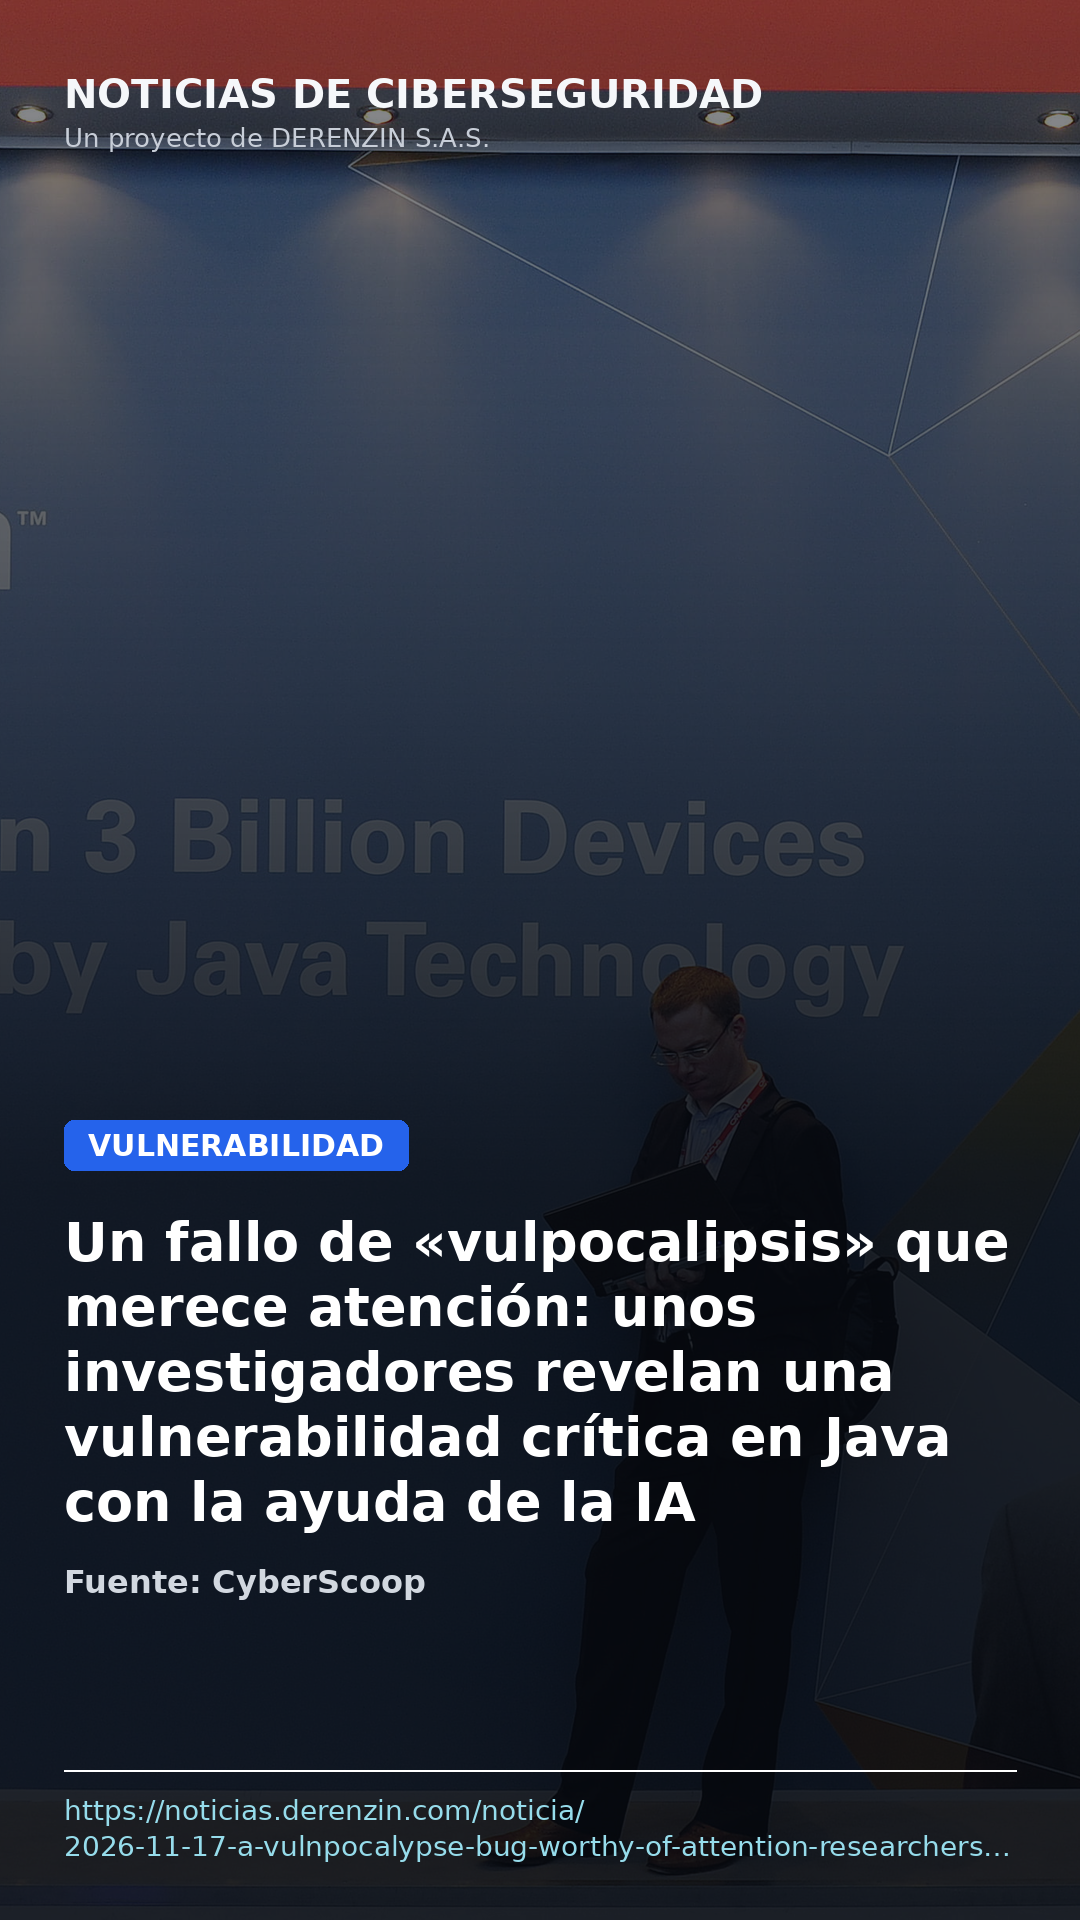 NOTICIAS DE CIBERSEGURIDAD
Un proyecto de DERENZIN S.A.S.
™
n 3 Billion Devices
by Java Technology
VULNERABILIDAD
Un fallo de «vulpocalipsis» que
merece atención: unos
investigadores revelan una
vulnerabilidad crítica en Java
con la ayuda de la IA
Fuente: CyberScoop
https://noticias.derenzin.com/noticia/
2026-11-17-a-vulnpocalypse-bug-worthy-of-attention-researchers…